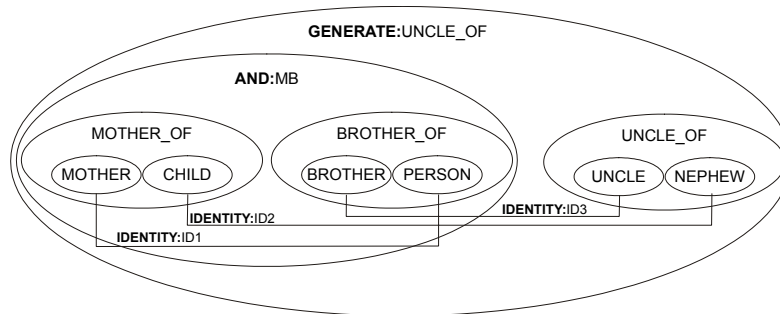 GENERATE:UNCLE_OF
AND:MB
MOTHER_OF
BROTHER_OF
UNCLE_OF
MOTHER CHILD
BROTHER PERSON
UNCLE NEPHEW
IDENTITY:ID3
IDENTITY:ID2
IDENTITY:ID1